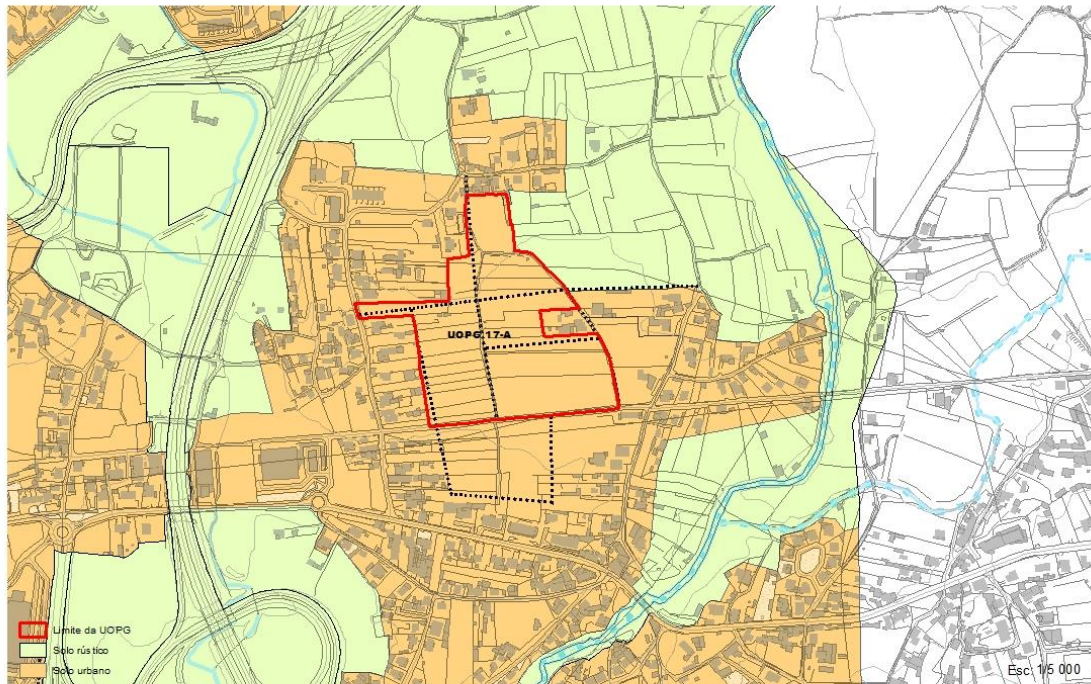 UOPG 17-A
Limite da UOPG
Solo rústico
Solo urbano
Esc: 1/5 000